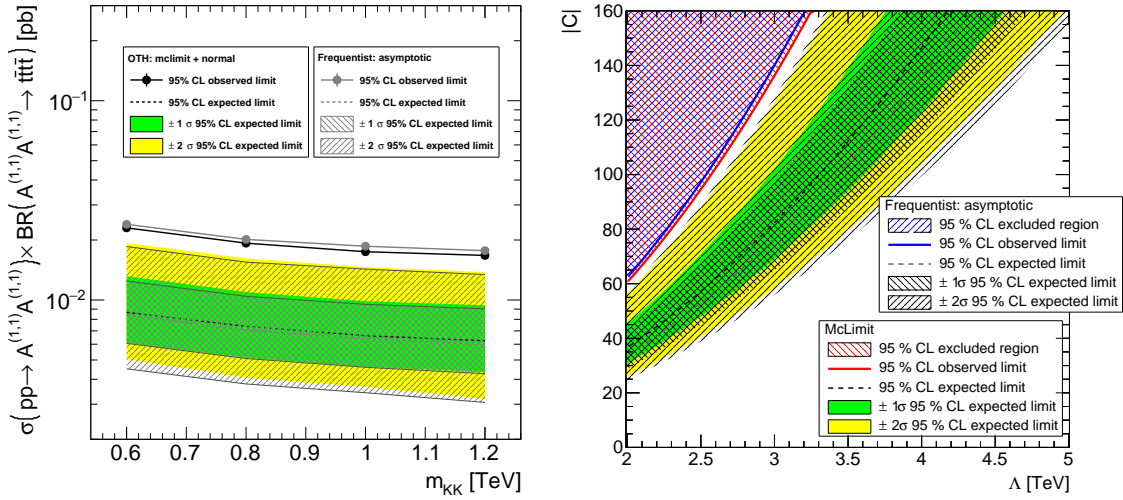 σ( pp→ A^(1,1) A^(1,1) ) × BR( A^(1,1) A^(1,1) → tt̄tt̄ ) [pb]
10⁻¹
10⁻²
OTH: mclimit + normal
95% CL observed limit
95% CL expected limit
± 1 σ 95% CL expected limit
± 2 σ 95% CL expected limit
Frequentist: asymptotic
95% CL observed limit
95% CL expected limit
± 1 σ 95% CL expected limit
± 2 σ 95% CL expected limit
0.6 0.7 0.8 0.9 1.0 1.1 1.2
m_KK [TeV]
|C|
160
140
120
100
80
60
40
20
0
Frequentist: asymptotic
95 % CL excluded region
95 % CL observed limit
95 % CL expected limit
± 1σ 95 % CL expected limit
± 2σ 95 % CL expected limit
McLimit
95 % CL excluded region
95 % CL observed limit
95 % CL expected limit
± 1σ 95 % CL expected limit
± 2σ 95 % CL expected limit
2 2.5 3 3.5 4 4.5 5
Λ [TeV]